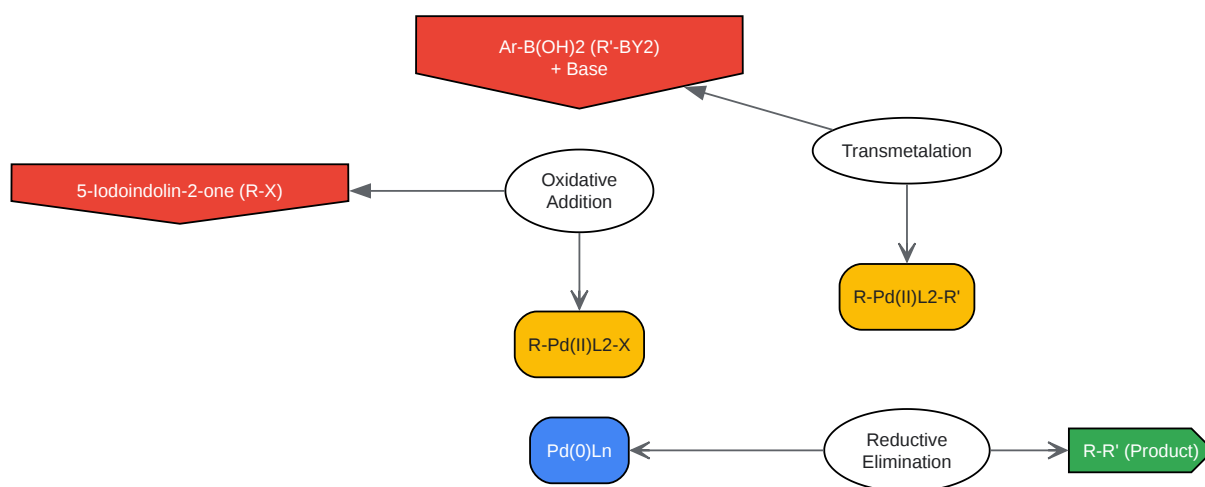 Ar-B(OH)2 (R'-BY2)
+ Base
Transmetalation
5-Iodoindolin-2-one (R-X)
Oxidative
Addition
R-Pd(II)L2-R'
R-Pd(II)L2-X
Pd(0)Ln
Reductive
Elimination
R-R' (Product)